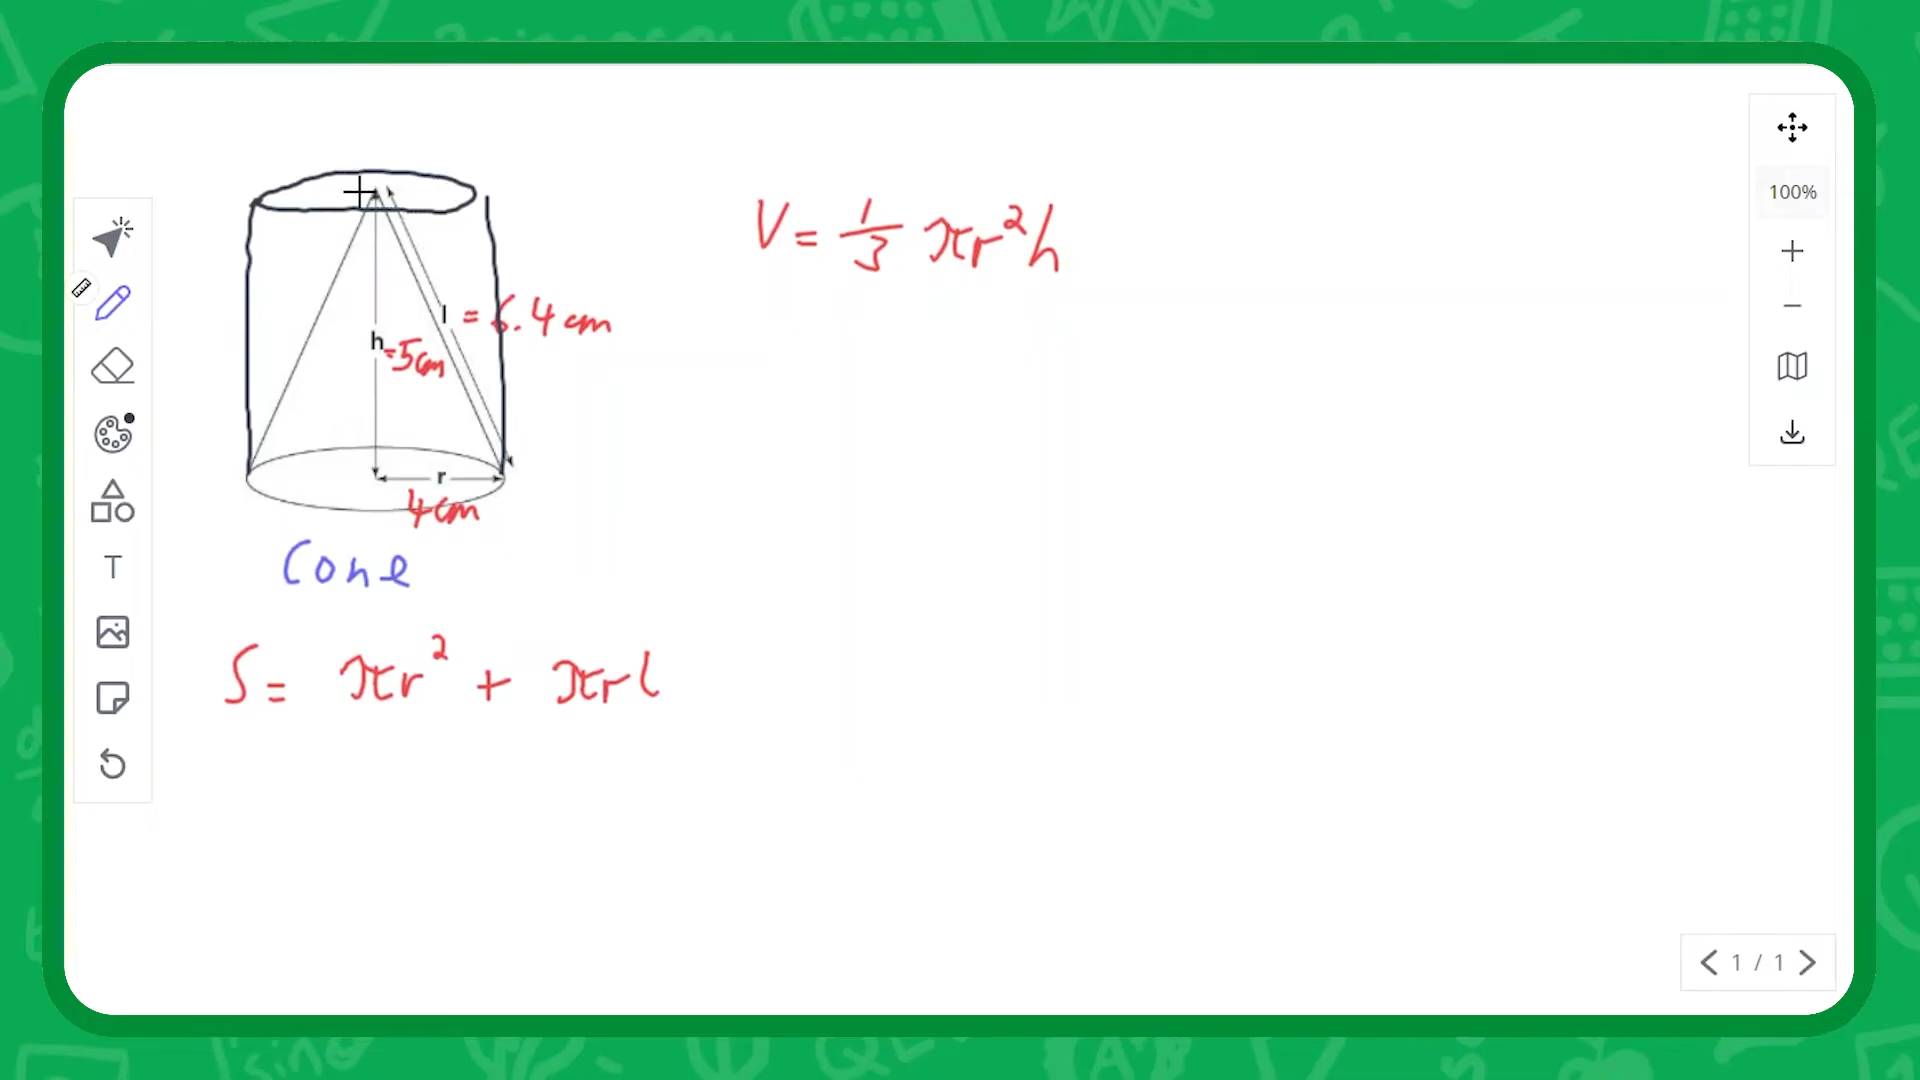 V = 1/3 πr²h
l = 6.4 cm
h = 5cm
r
4cm
Cone
S = πr² + πrl
100%
T
1 / 1